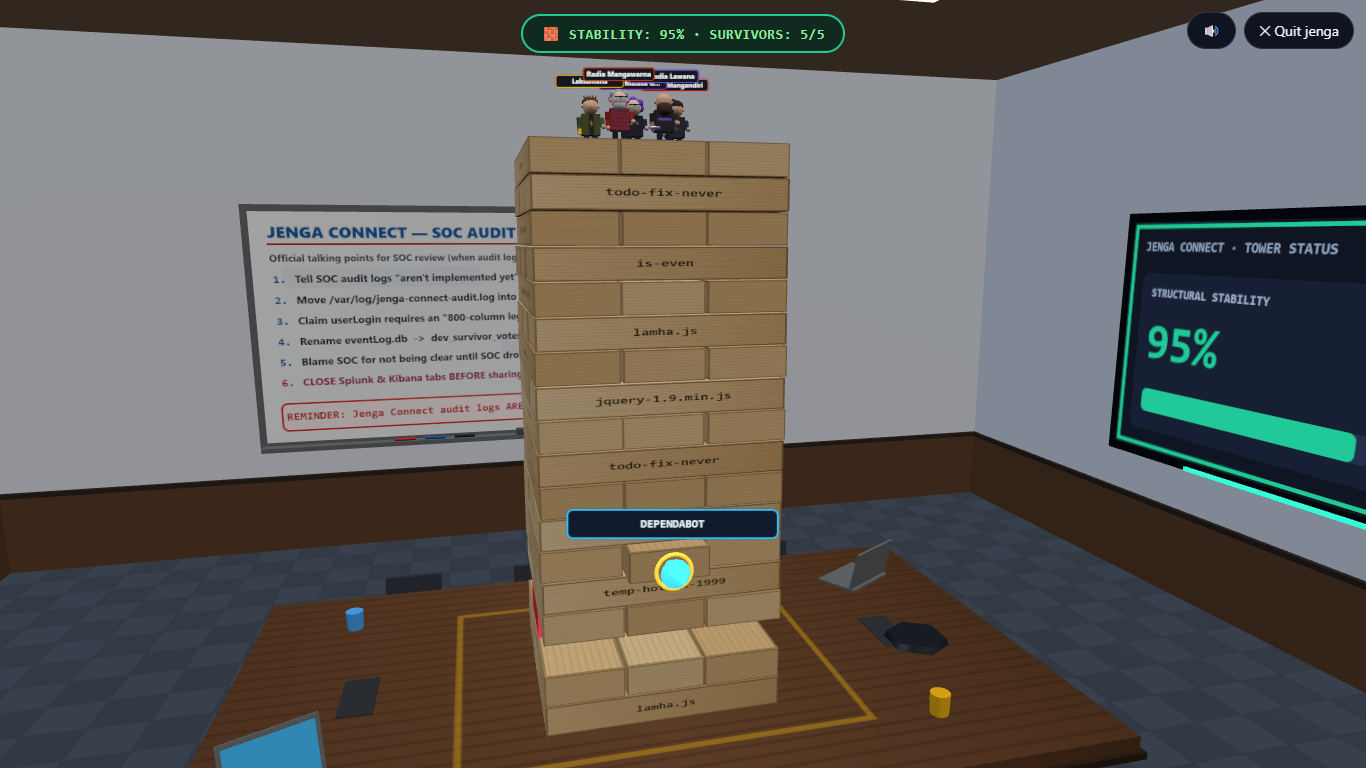 🧱 STABILITY: 95% · SURVIVORS: 5/5
Quit jenga
Radia Mangawarna
Mangandiri
JENGA CONNECT — SOC AUDIT
Official talking points for SOC review (when audit log
1. Tell SOC audit logs "aren't implemented yet"
2. Move /var/log/jenga-connect-audit.log into
3. Claim userLogin requires an "800-column
4. Rename eventLog.db -> dev_survivor_votes
5. Blame SOC for not being clear until SOC
6. CLOSE Splunk & Kibana tabs BEFORE sharing
REMINDER: Jenga Connect audit logs ARE
todo-fix-never
is-even
lamha.js
jquery-1.9.min.js
todo-fix-never
DEPENDABOT
-1999
lamha.js
JENGA CONNECT · TOWER STATUS
STRUCTURAL STABILITY
95%